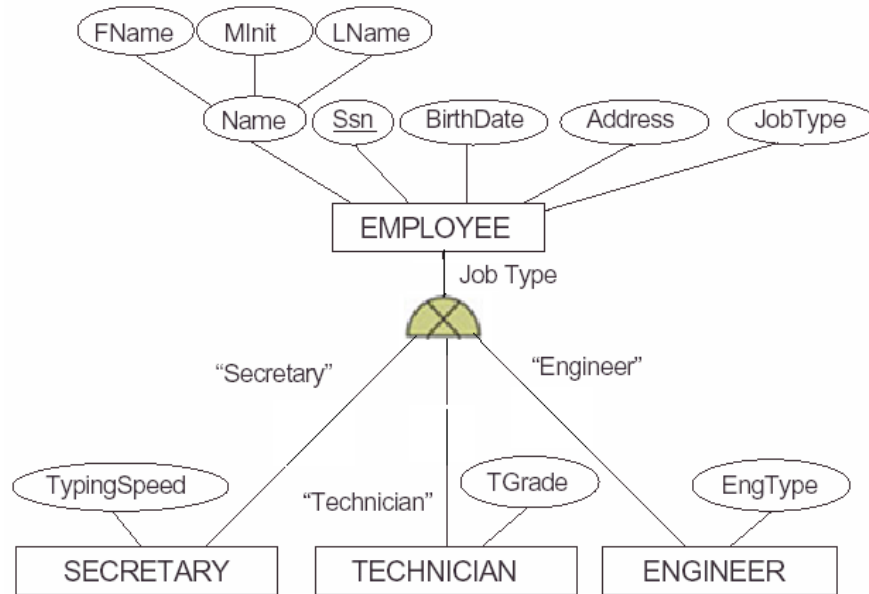 FName
MInit
LName
Name
Ssn
BirthDate
Address
JobType
EMPLOYEE
Job Type
“Secretary”
“Engineer”
“Technician”
TypingSpeed
TGrade
EngType
SECRETARY
TECHNICIAN
ENGINEER